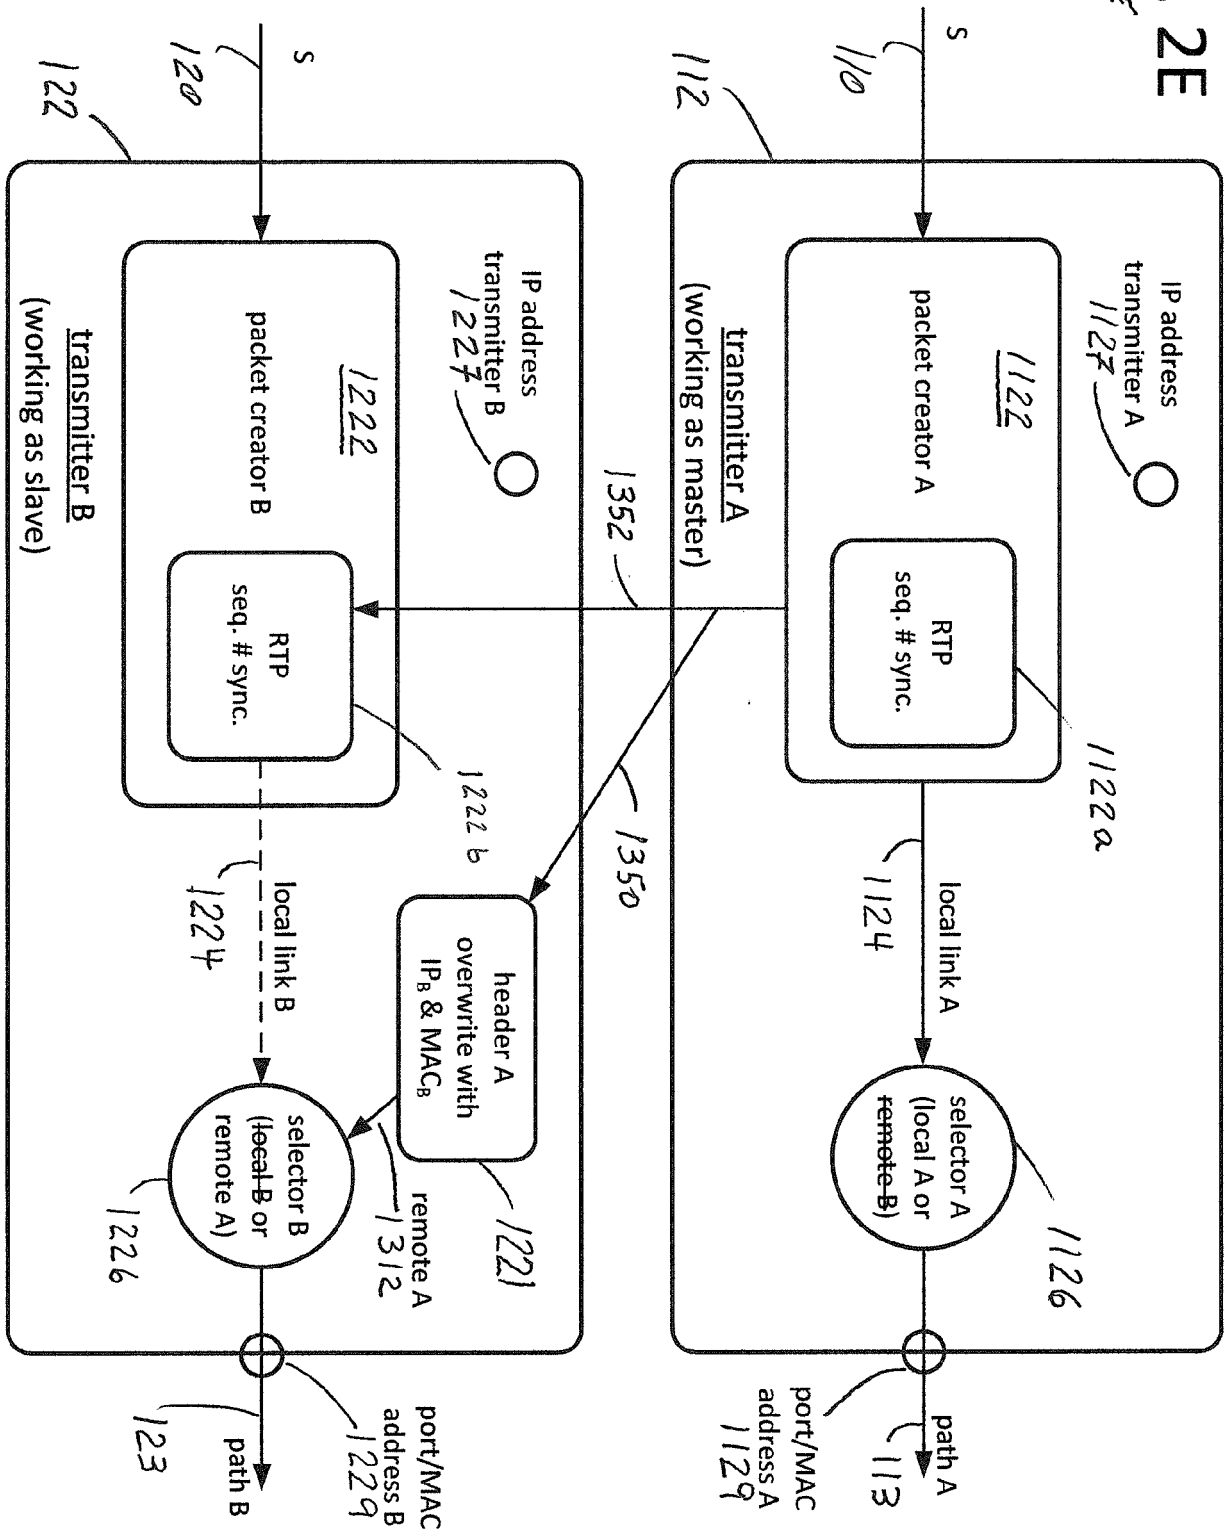 2E
S
110
112
IP address
transmitter A
1127
1122
packet creator A
RTP
seq. # sync.
1122a
transmitter A
(working as master)
1124
local link A
selector A
(local A or
remote B)
1126
port/MAC
address A
1129
path A
113
1352
1350
S
120
122
IP address
transmitter B
1227
1222
packet creator B
RTP
seq. # sync.
1222b
transmitter B
(working as slave)
1224
local link B
header A
overwrite with
IPB & MACB
1221
remote A
1312
selector B
(local B or
remote A)
1226
port/MAC
address B
1229
path B
123